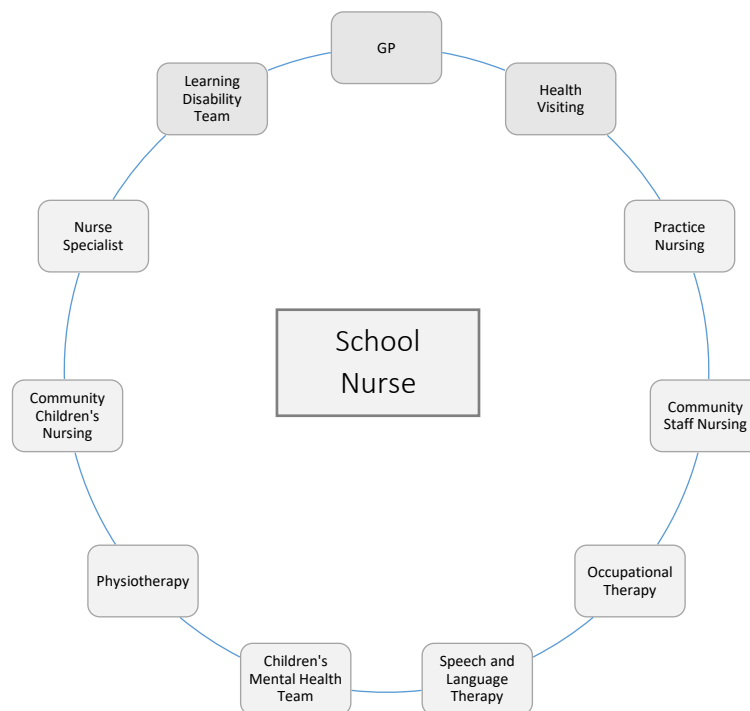 GP
Health
Visiting
Practice
Nursing
Community
Staff Nursing
Occupational
Therapy
Speech and
Language
Therapy
Children's
Mental Health
Team
Physiotherapy
Community
Children's
Nursing
Nurse
Specialist
Learning
Disability
Team
School
Nurse